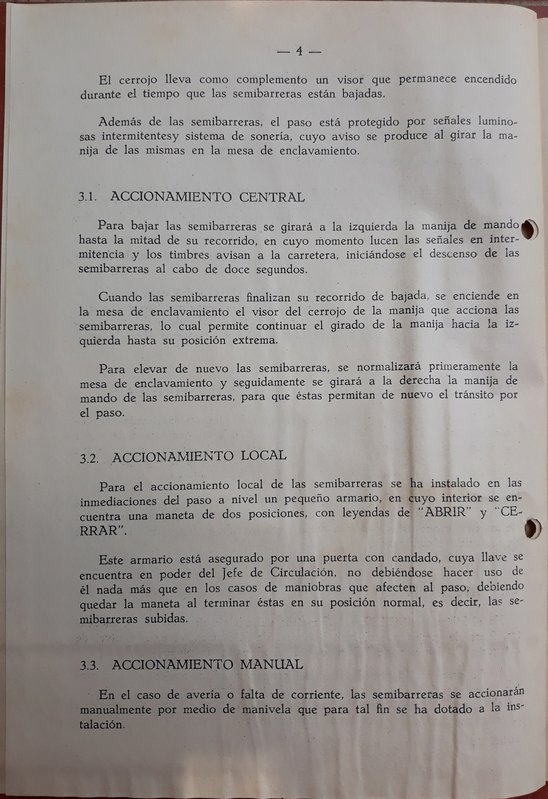 — 4 —
El cerrojo lleva como complemento un visor que permanece encendido
durante el tiempo que las semibarreras están bajadas.
Además de las semibarreras, el paso está protegido por señales lumino-
sas intermitentesy sistema de sonería, cuyo aviso se produce al girar la ma-
nija de las mismas en la mesa de enclavamiento.
3.1. ACCIONAMIENTO CENTRAL
Para bajar las semibarreras se girará a la izquierda la manija de mando
hasta la mitad de su recorrido, en cuyo momento lucen las señales en inter-
mitencia y los timbres avisan a la carretera, iniciándose el descenso de las
semibarreras al cabo de doce segundos.
Cuando las semibarreras finalizan su recorrido de bajada, se enciende en
la mesa de enclavamiento el visor del cerrojo de la manija que acciona las
semibarreras, lo cual permite continuar el girado de la manija hacia la iz-
quierda hasta su posición extrema.
Para elevar de nuevo las semibarreras, se normalizará primeramente la
mesa de enclavamiento y seguidamente se girará a la derecha la manija de
mando de las semibarreras, para que éstas permitan de nuevo el tránsito por
el paso.
3.2. ACCIONAMIENTO LOCAL
Para el accionamiento local de las semibarreras se ha instalado en las
inmediaciones del paso a nivel un pequeño armario, en cuyo interior se en-
cuentra una maneta de dos posiciones, con leyendas de "ABRIR" y "CE-
RRAR".
Este armario está asegurado por una puerta con candado, cuya llave se
encuentra en poder del Jefe de Circulación, no debiéndose hacer uso de
él nada más que en los casos de maniobras que afecten al paso, debiendo
quedar la maneta al terminar éstas en su posición normal, es decir, las se-
mibarreras subidas.
3.3. ACCIONAMIENTO MANUAL
En el caso de avería o falta de corriente, las semibarreras se accionarán
manualmente por medio de manivela que para tal fin se ha dotado a la ins-
talación.